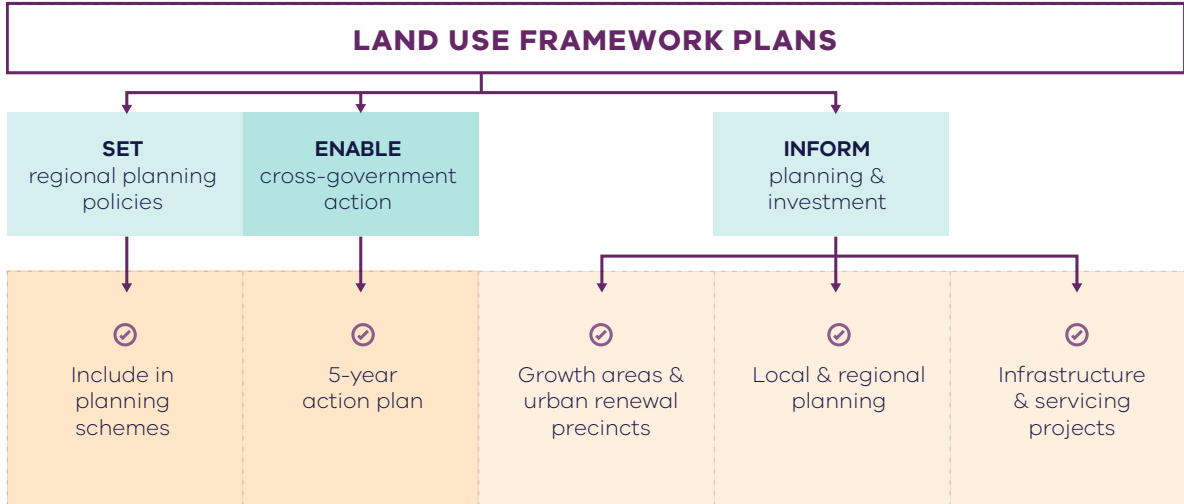 LAND USE FRAMEWORK PLANS
SET
regional planning
policies
ENABLE
cross-government
action
INFORM
planning &
investment
Include in
planning
schemes
5-year
action plan
Growth areas &
urban renewal
precincts
Local & regional
planning
Infrastructure
& servicing
projects